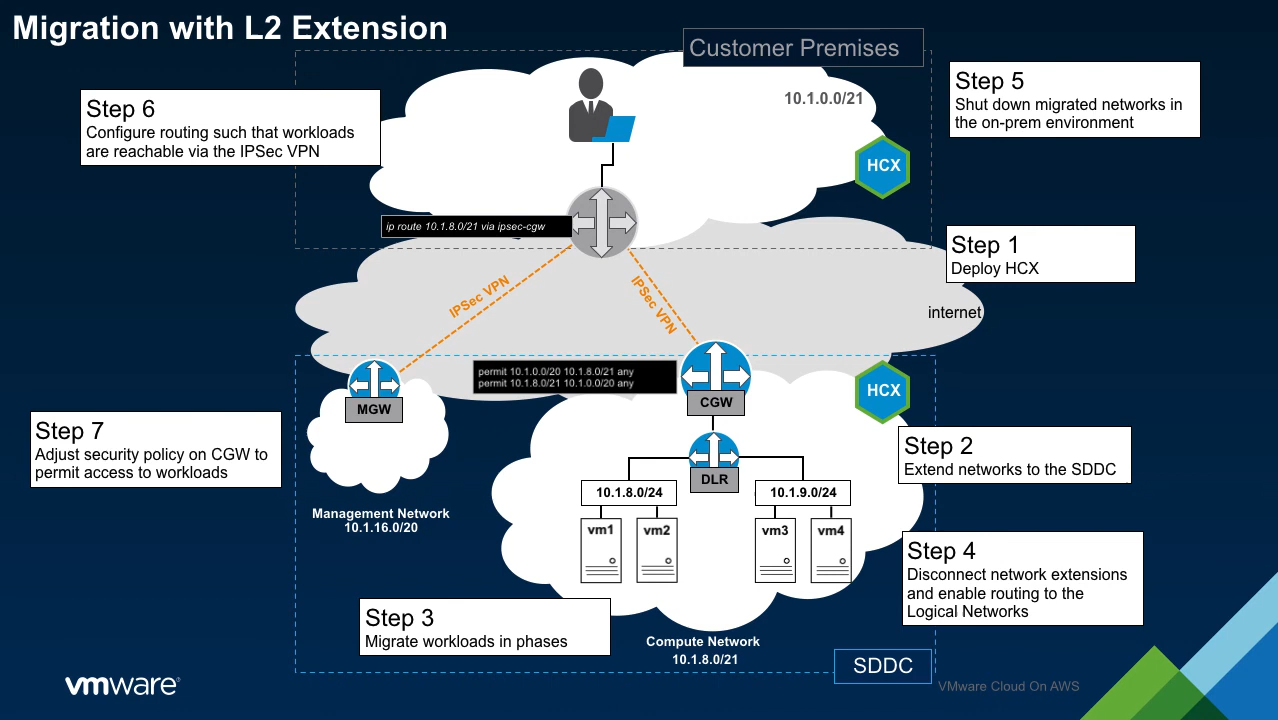 Migration with L2 Extension
Customer Premises
10.1.0.0/21
Step 5
Shut down migrated networks in
the on-prem environment
Step 6
Configure routing such that workloads
are reachable via the IPSec VPN
HCX
ip route 10.1.8.0/21 via ipsec-cgw
Step 1
Deploy HCX
IPSec VPN
IPSec VPN
internet
permit 10.1.0.0/20 10.1.8.0/21 any
permit 10.1.8.0/21 10.1.0.0/20 any
HCX
MGW
CGW
Step 7
Adjust security policy on CGW to
permit access to workloads
Step 2
Extend networks to the SDDC
DLR
10.1.8.0/24
10.1.9.0/24
Management Network
10.1.16.0/20
vm1
vm2
vm3
vm4
Step 4
Disconnect network extensions
and enable routing to the
Logical Networks
Step 3
Migrate workloads in phases
Compute Network
10.1.8.0/21
SDDC
vmware®
VMware Cloud On AWS